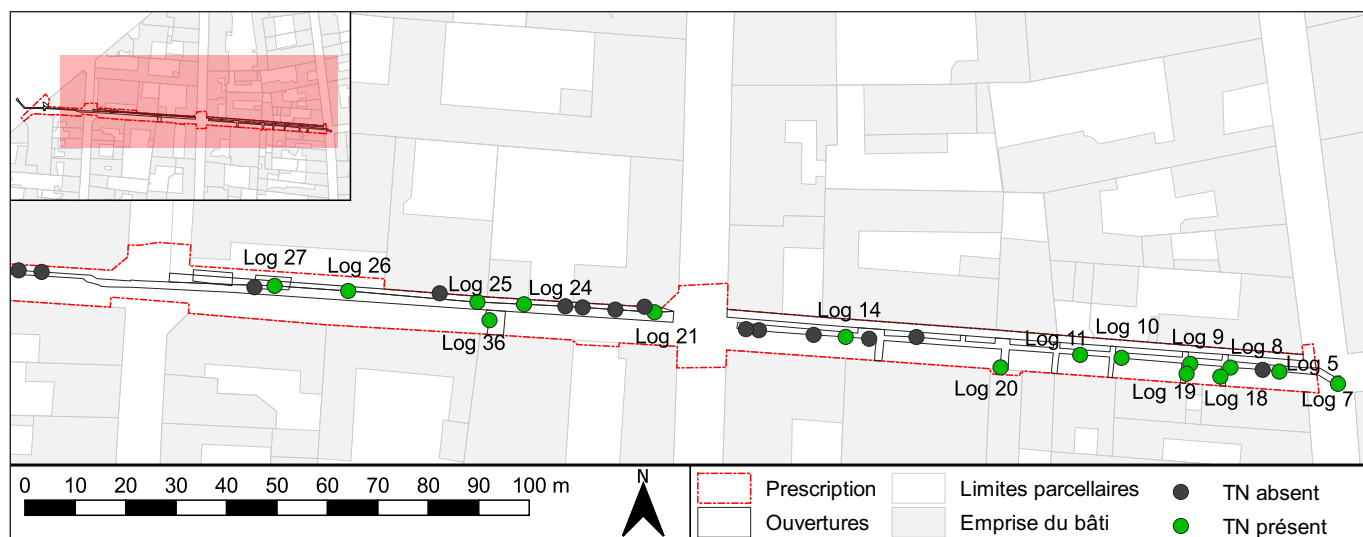 Log 27
Log 26
Log 25
Log 24
Log 36
Log 21
Log 14
Log 20
Log 11
Log 10
Log 9
Log 8
Log 5
Log 19
Log 18
Log 7
0 10 20 30 40 50 60 70 80 90 100 m
N
Prescription
Ouvertures
Limites parcellaires
Emprise du bâti
TN absent
TN présent